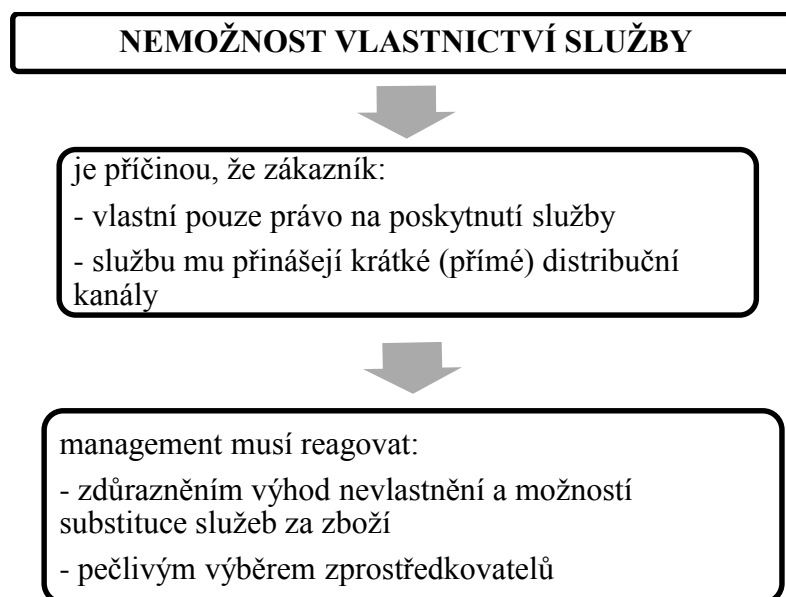 NEMOŽNOST VLASTNICTVÍ SLUŽBY
je příčinou, že zákazník:
- vlastní pouze právo na poskytnutí služby
- službu mu přinášejí krátké (přímé) distribuční
kanály
management musí reagovat:
- zdůrazněním výhod nevlastnění a možností
substituce služeb za zboží
- pečlivým výběrem zprostředkovatelů